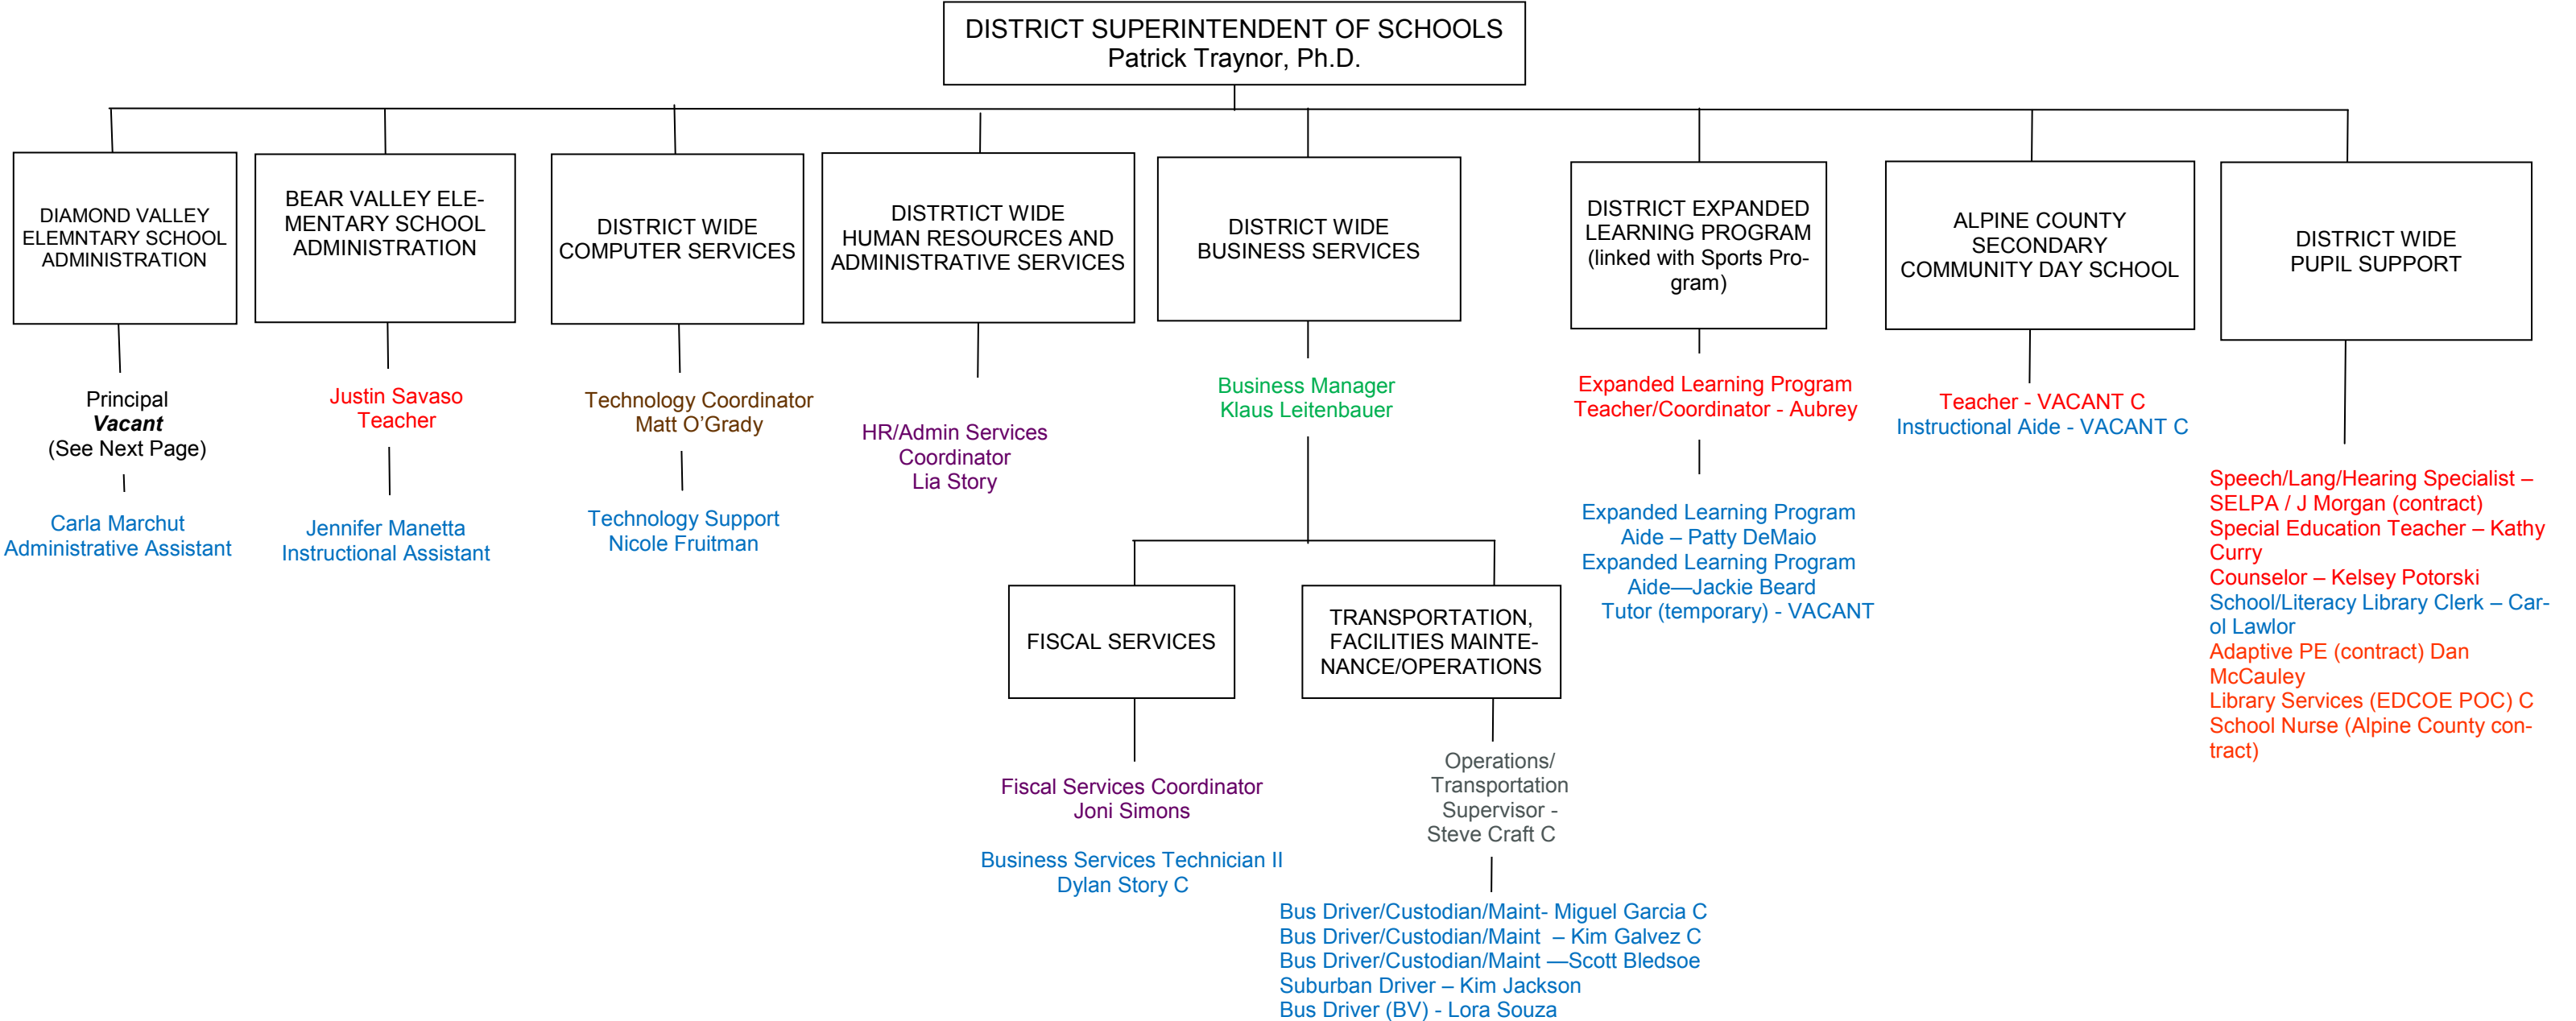 DISTRICT SUPERINTENDENT OF SCHOOLS
Patrick Traynor, Ph.D.
DIAMOND VALLEY
ELEMNTARY SCHOOL
ADMINISTRATION
BEAR VALLEY ELE-
MENTARY SCHOOL
ADMINISTRATION
DISTRICT WIDE
COMPUTER SERVICES
DISTRTICT WIDE
HUMAN RESOURCES AND
ADMINISTRATIVE SERVICES
DISTRICT WIDE
BUSINESS SERVICES
DISTRICT EXPANDED
LEARNING PROGRAM
(linked with Sports Pro-
gram)
ALPINE COUNTY
SECONDARY
COMMUNITY DAY SCHOOL
DISTRICT WIDE
PUPIL SUPPORT
Principal
Vacant
(See Next Page)
Carla Marchut
Administrative Assistant
Justin Savaso
Teacher
Jennifer Manetta
Instructional Assistant
Technology Coordinator
Matt O’Grady
Technology Support
Nicole Fruitman
HR/Admin Services
Coordinator
Lia Story
Business Manager
Klaus Leitenbauer
Expanded Learning Program
Teacher/Coordinator - Aubrey
Expanded Learning Program
Aide – Patty DeMaio
Expanded Learning Program
Aide—Jackie Beard
Tutor (temporary) - VACANT
Teacher - VACANT C
Instructional Aide - VACANT C
Speech/Lang/Hearing Specialist –
SELPA / J Morgan (contract)
Special Education Teacher – Kathy
Curry
Counselor – Kelsey Potorski
School/Literacy Library Clerk – Car-
ol Lawlor
Adaptive PE (contract) Dan
McCauley
Library Services (EDCOE POC) C
School Nurse (Alpine County con-
tract)
FISCAL SERVICES
TRANSPORTATION,
FACILITIES MAINTE-
NANCE/OPERATIONS
Fiscal Services Coordinator
Joni Simons
Business Services Technician II
Dylan Story C
Operations/
Transportation
Supervisor -
Steve Craft C
Bus Driver/Custodian/Maint- Miguel Garcia C
Bus Driver/Custodian/Maint – Kim Galvez C
Bus Driver/Custodian/Maint —Scott Bledsoe
Suburban Driver – Kim Jackson
Bus Driver (BV) - Lora Souza